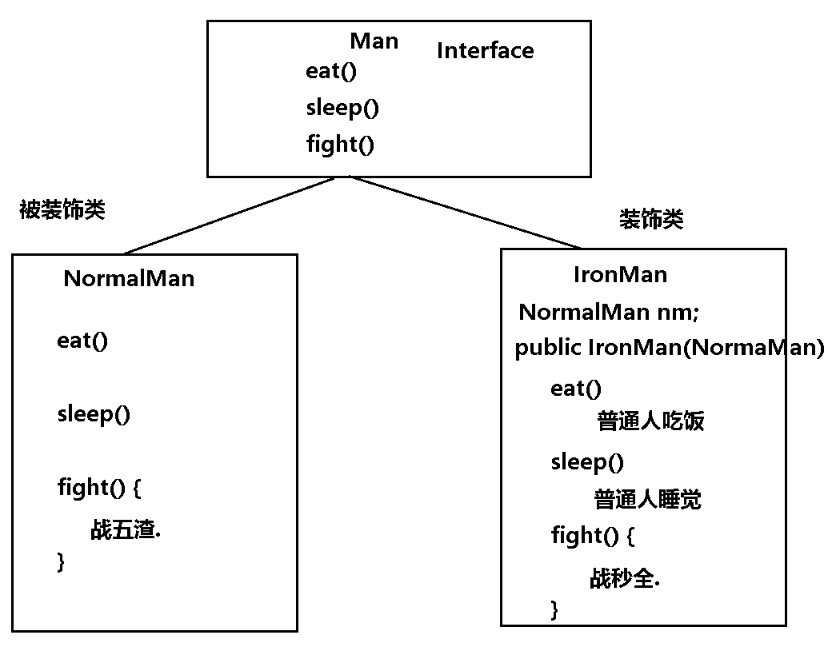 Man
Interface
eat()
sleep()
fight()
被装饰类
装饰类
NormalMan
eat()
sleep()
fight() {
战五渣.
}
IronMan
NormalMan nm;
public IronMan(NormaMan)
eat()
普通人吃饭
sleep()
普通人睡觉
fight() {
战秒全.
}